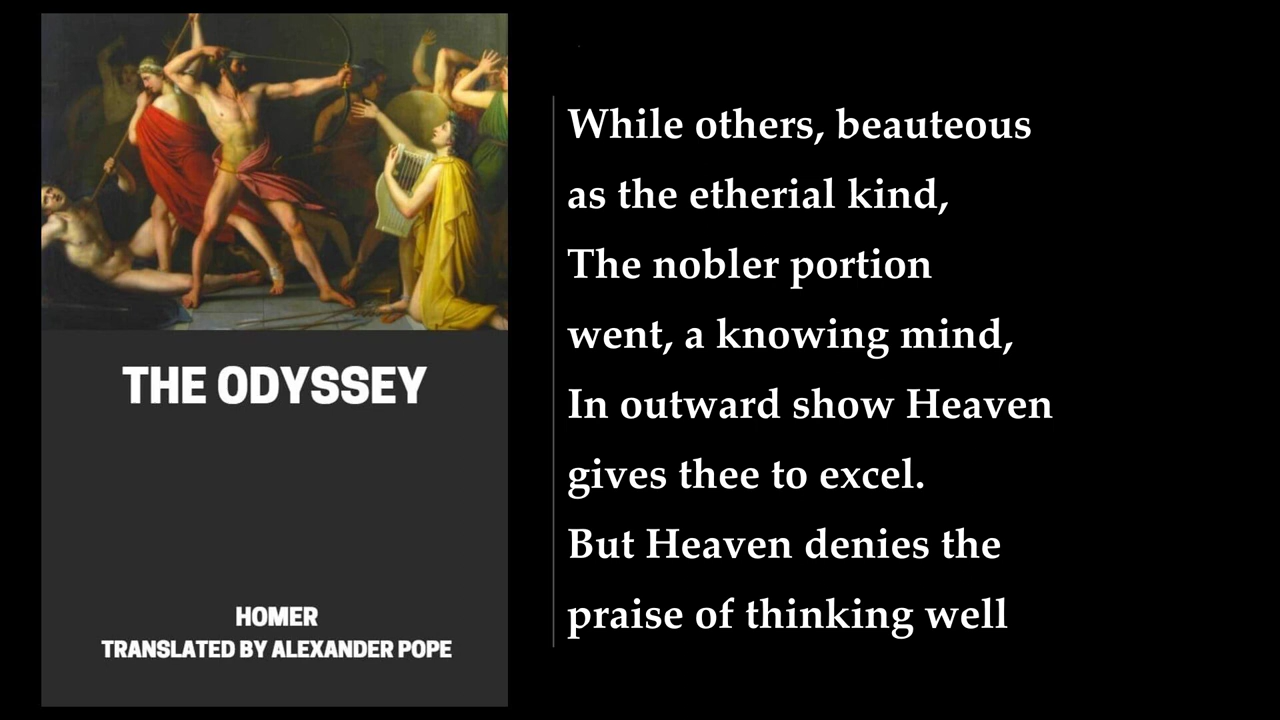 THE ODYSSEY
HOMER
TRANSLATED BY ALEXANDER POPE
While others, beauteous
as the etherial kind,
The nobler portion
went, a knowing mind,
In outward show Heaven
gives thee to excel.
But Heaven denies the
praise of thinking well